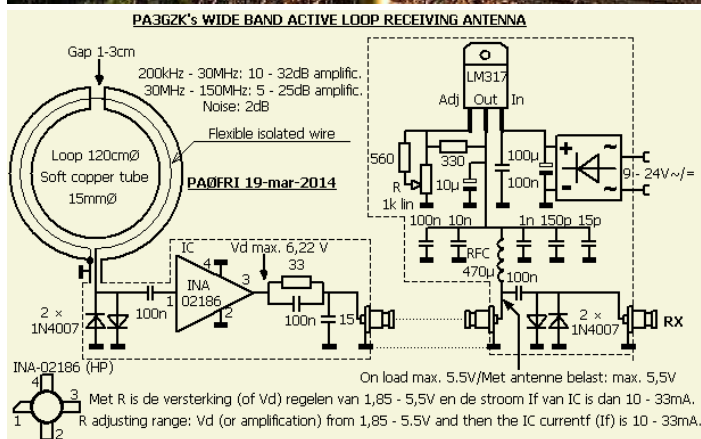 PA3GZK's WIDE BAND ACTIVE LOOP RECEIVING ANTENNA
Gap 1-3cm
200kHz - 30MHz: 10 - 32dB amplific.
30MHz - 150MHz: 5 - 25dB amplific.
Noise: 2dB
Flexible isolated wire
Loop 120cmØ
Soft copper tube
15mmØ
PAØFRI 19-mar-2014
LM317
Adj Out In
560
330
100µ
R
10µ
100n
1k lin
+ ~
- ~
9 - 24V~/=
100n 10n
1n 150p 15p
RFC
470µ
100n
IC
Vd max. 6,22 V
4
33
INA
02186
1
3
2
100n
100n
15
2 ×
1N4007
2 ×
1N4007
RX
On load max. 5.5V/Met antenne belast: max. 5,5V
INA-02186 (HP)
4
3
1
2
Met R is de versterking (of Vd) regelen van 1,85 - 5,5V en de stroom If van IC is dan 10 - 33mA.
R adjusting range: Vd (or amplification) from 1,85 - 5.5V and then the IC currentf (If) is 10 - 33mA.